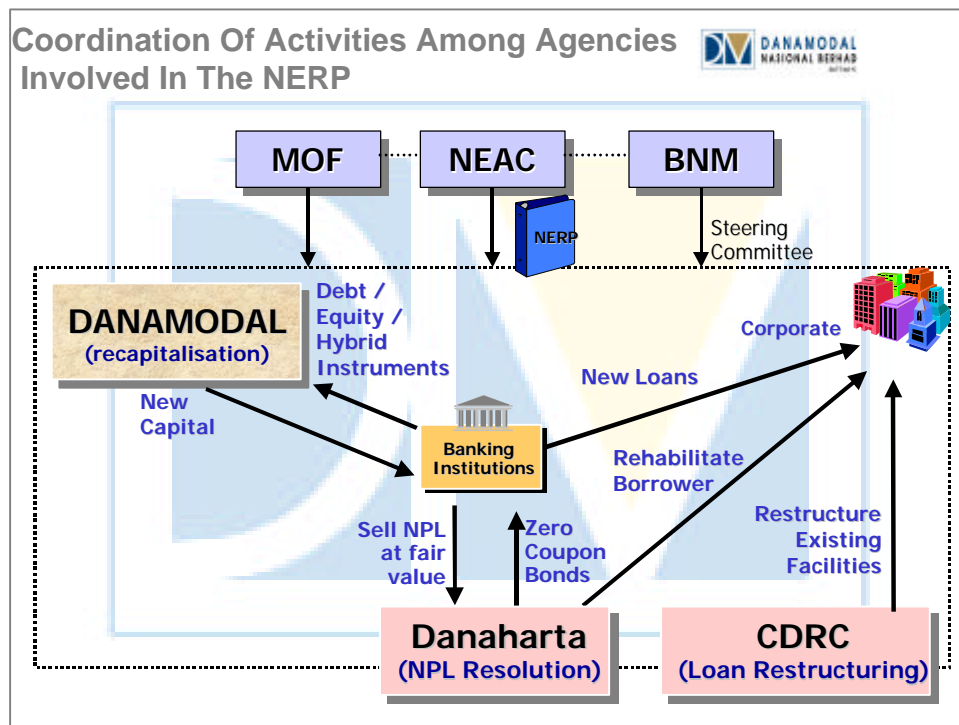 Coordination Of Activities Among Agencies
Involved In The NERP
DANAMODAL
NASIONAL BERHAD
MOF
NEAC
BNM
NERP
Steering
Committee
DANAMODAL
(recapitalisation)
Debt /
Equity /
Hybrid
Instruments
Corporate
New Loans
New
Capital
Banking
Institutions
Rehabilitate
Borrower
Restructure
Existing
Facilities
Sell NPL
at fair
value
Zero
Coupon
Bonds
Danaharta
(NPL Resolution)
CDRC
(Loan Restructuring)